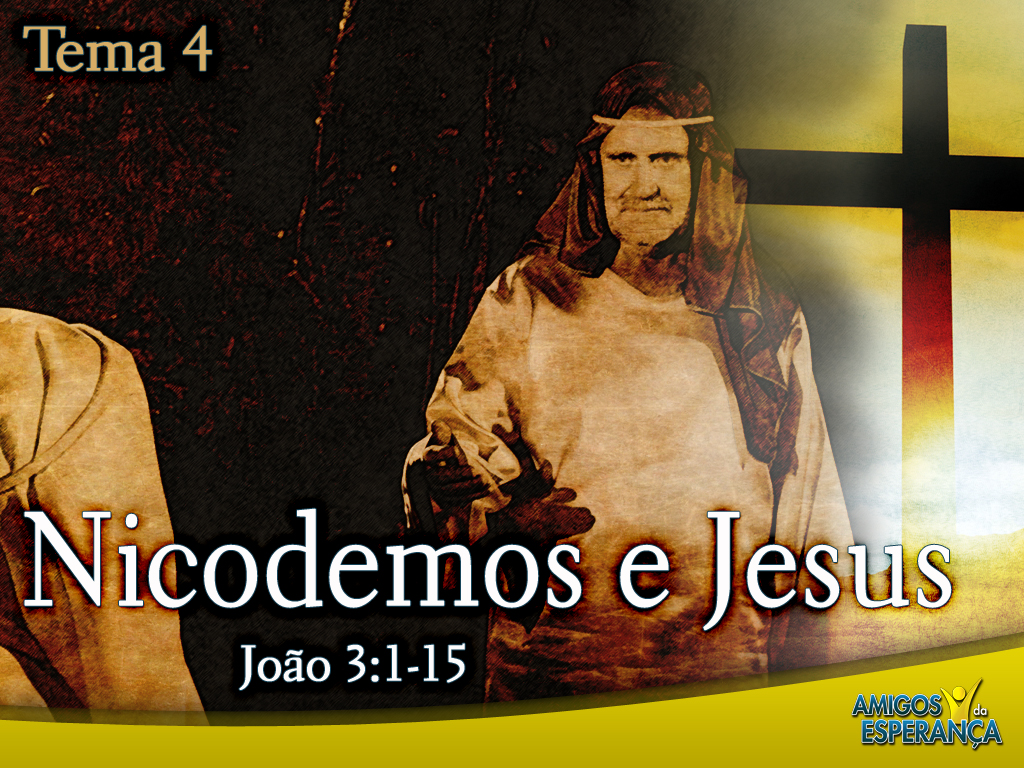 Tema 4
Nicodemos e Jesus
João 3:1-15
AMIGOS da
ESPERANÇA